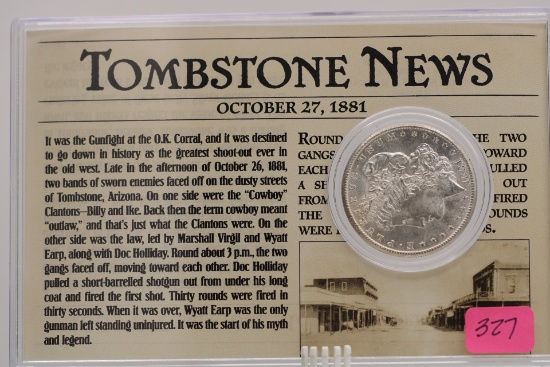 TOMBSTONE NEWS
OCTOBER 27, 1881
It was the Gunfight at the O.K. Corral, and it was destined
to go down in history as the greatest shoot-out ever in
the old west. Late in the afternoon of October 26, 1881,
two bands of sworn enemies faced off on the dusty streets
of Tombstone, Arizona. On one side were the "Cowboy"
Clantons—Billy and Ike. Back then the term cowboy meant
"outlaw," and that's just what the Clantons were. On the
other side was the law, led by Marshall Virgil and Wyatt
Earp, along with Doc Holliday. Round about 3 p.m., the two
gangs faced off, moving toward each other. Doc Holliday
pulled a short-barrelled shotgun out from under his long
coat and fired the first shot. Thirty rounds were fired in
thirty seconds. When it was over, Wyatt Earp was the only
gunman left standing uninjured. It was the start of his myth
and legend.
ROUND THE TWO
GANGS TOWARD
EACH PULLED
A OUT
FROM FIRED
THE ROUNDS
WERE
327